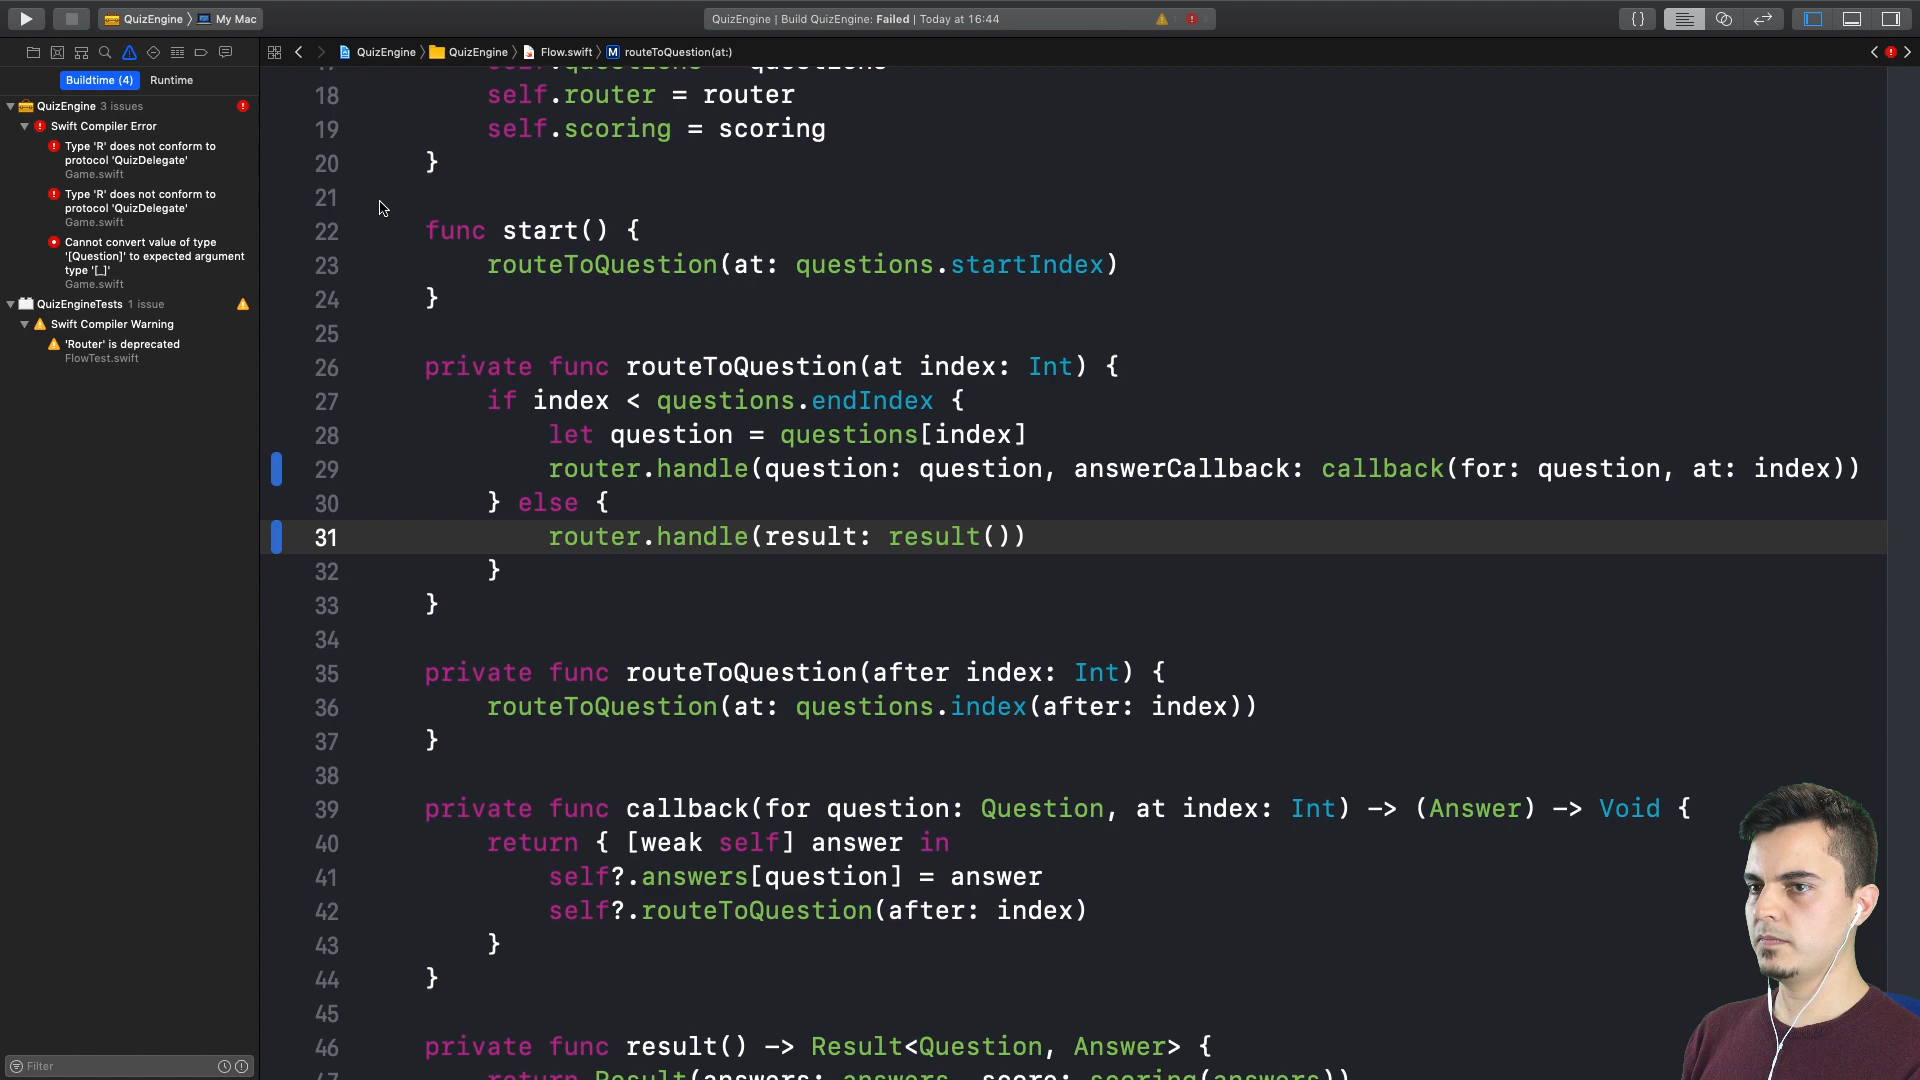 QuizEngine 〉 My Mac
QuizEngine | Build QuizEngine: Failed | Today at 16:44
QuizEngine 〉 QuizEngine 〉 Flow.swift 〉 M routeToQuestion(at:)
Buildtime (4) Runtime
QuizEngine 3 issues
Swift Compiler Error
Type 'R' does not conform to
protocol 'QuizDelegate'
Game.swift
Type 'R' does not conform to
protocol 'QuizDelegate'
Game.swift
Cannot convert value of type
'[Question]' to expected argument
type '[_]'
Game.swift
QuizEngineTests 1 issue
Swift Compiler Warning
'Router' is deprecated
FlowTest.swift
Filter
18 self.router = router
19 self.scoring = scoring
20 }
21
22 func start() {
23 routeToQuestion(at: questions.startIndex)
24 }
25
26 private func routeToQuestion(at index: Int) {
27 if index < questions.endIndex {
28 let question = questions[index]
29 router.handle(question: question, answerCallback: callback(for: question, at: index))
30 } else {
31 router.handle(result: result())
32 }
33 }
34
35 private func routeToQuestion(after index: Int) {
36 routeToQuestion(at: questions.index(after: index))
37 }
38
39 private func callback(for question: Question, at index: Int) -> (Answer) -> Void {
40 return { [weak self] answer in
41 self?.answers[question] = answer
42 self?.routeToQuestion(after: index)
43 }
44 }
45
46 private func result() -> Result<Question, Answer> {
47 return Result(answers: answers, score: scoring(answers))